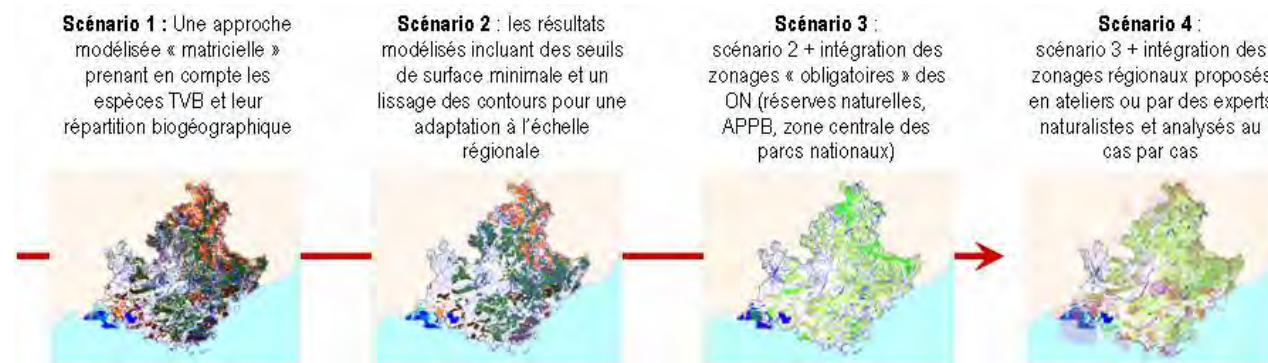 Scénario 1 : Une approche
modélisée « matricielle »
prenant en compte les
espèces TVB et leur
répartition biogéographique
Scénario 2 : les résultats
modélisés incluant des seuils
de surface minimale et un
lissage des contours pour une
adaptation à l'échelle
régionale
Scénario 3 :
scénario 2 + intégration des
zonages « obligatoires » des
ON (réserves naturelles,
APPB, zone centrale des
parcs nationaux)
Scénario 4 :
scénario 3 + intégration des
zonages régionaux proposés
en ateliers ou par des experts
naturalistes et analysés au
cas par cas